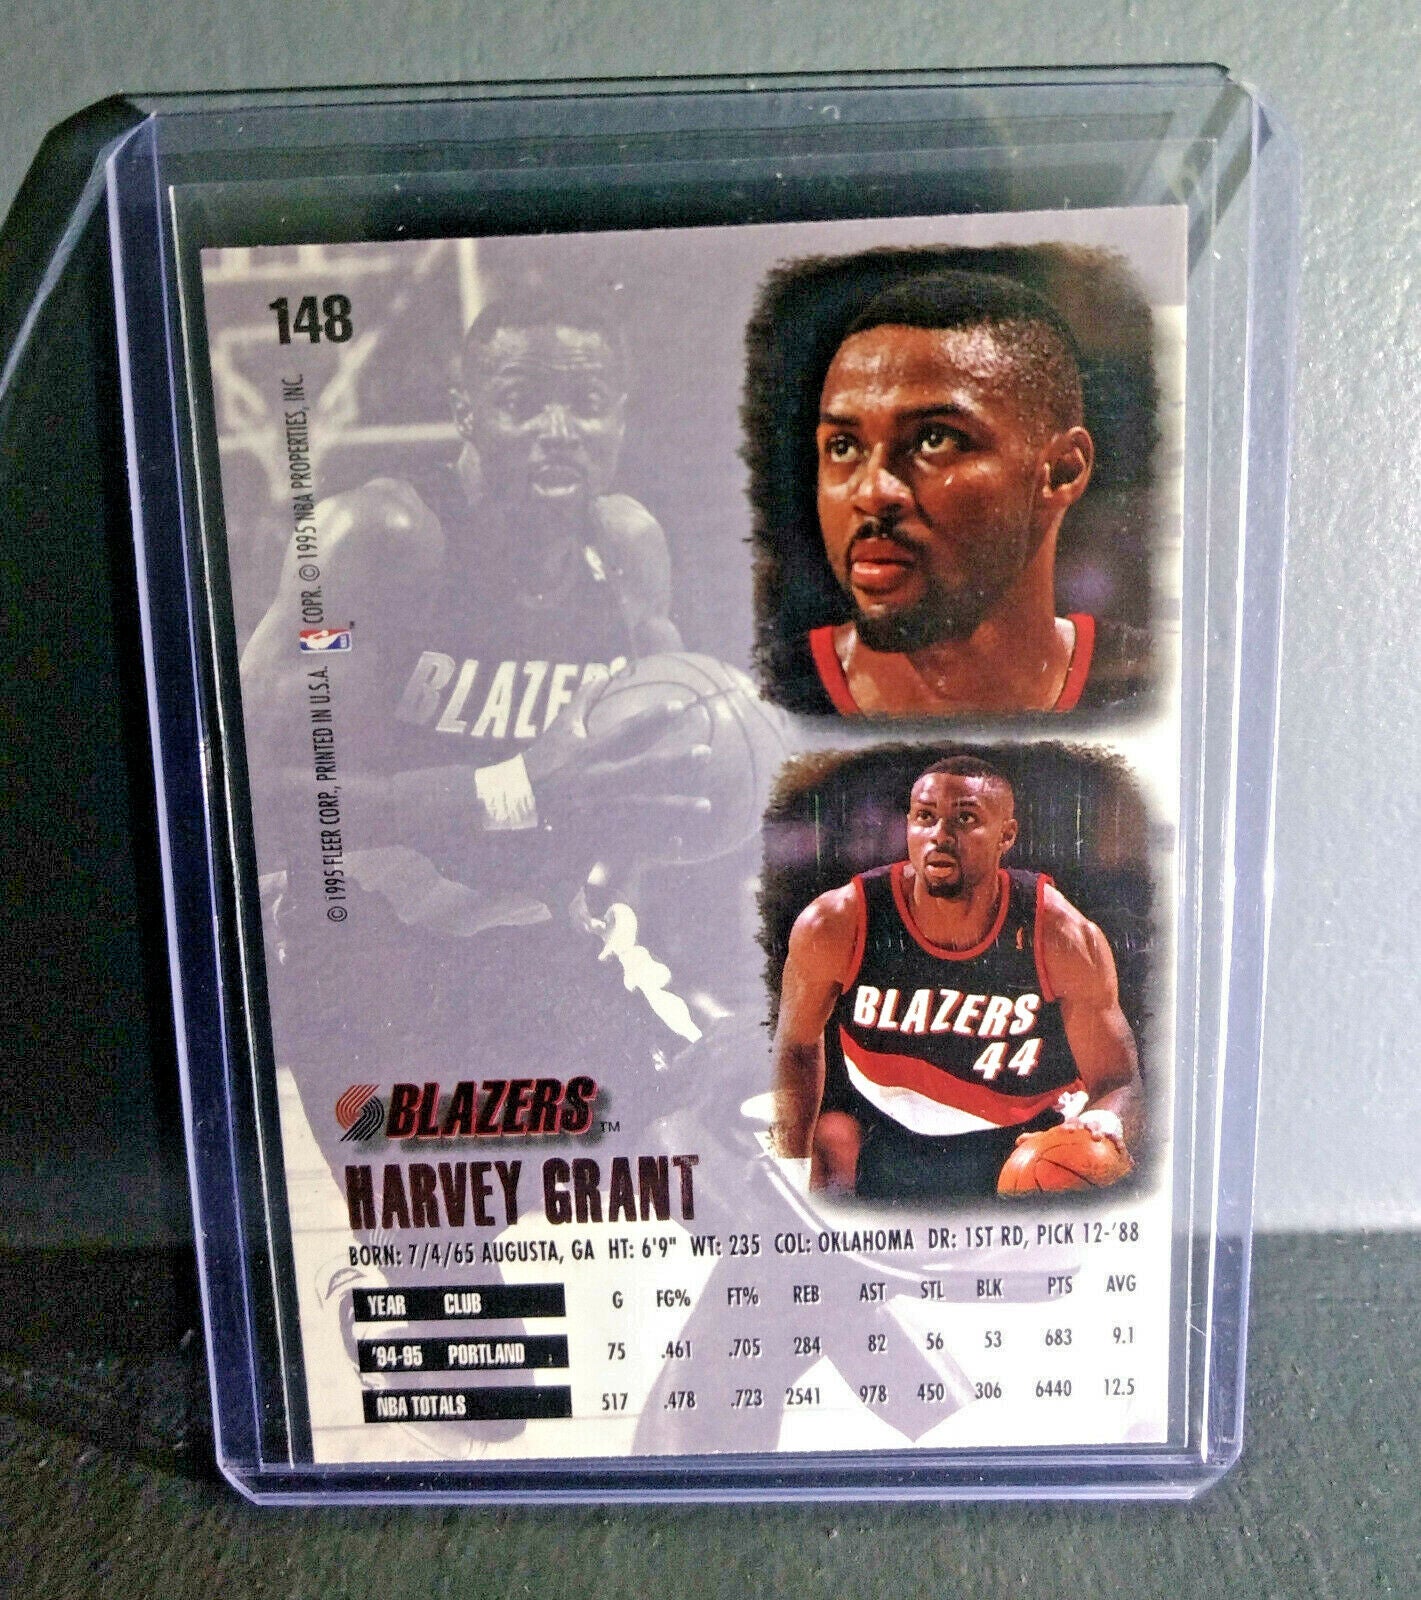 148
© 1995 FLEER CORP., PRINTED IN U.S.A. NBA ™ COPR. © 1995 NBA PROPERTIES, INC.
BLAZERS
BLAZERS
44
BLAZERS™
HARVEY GRANT
BORN: 7/4/65 AUGUSTA, GA HT: 6'9" WT: 235 COL: OKLAHOMA DR: 1ST RD, PICK 12-'88
YEAR CLUB G FG% FT% REB AST STL BLK PTS AVG
'94-95 PORTLAND 75 .461 .705 284 82 56 53 683 9.1
NBA TOTALS 517 .478 .723 2541 978 450 306 6440 12.5